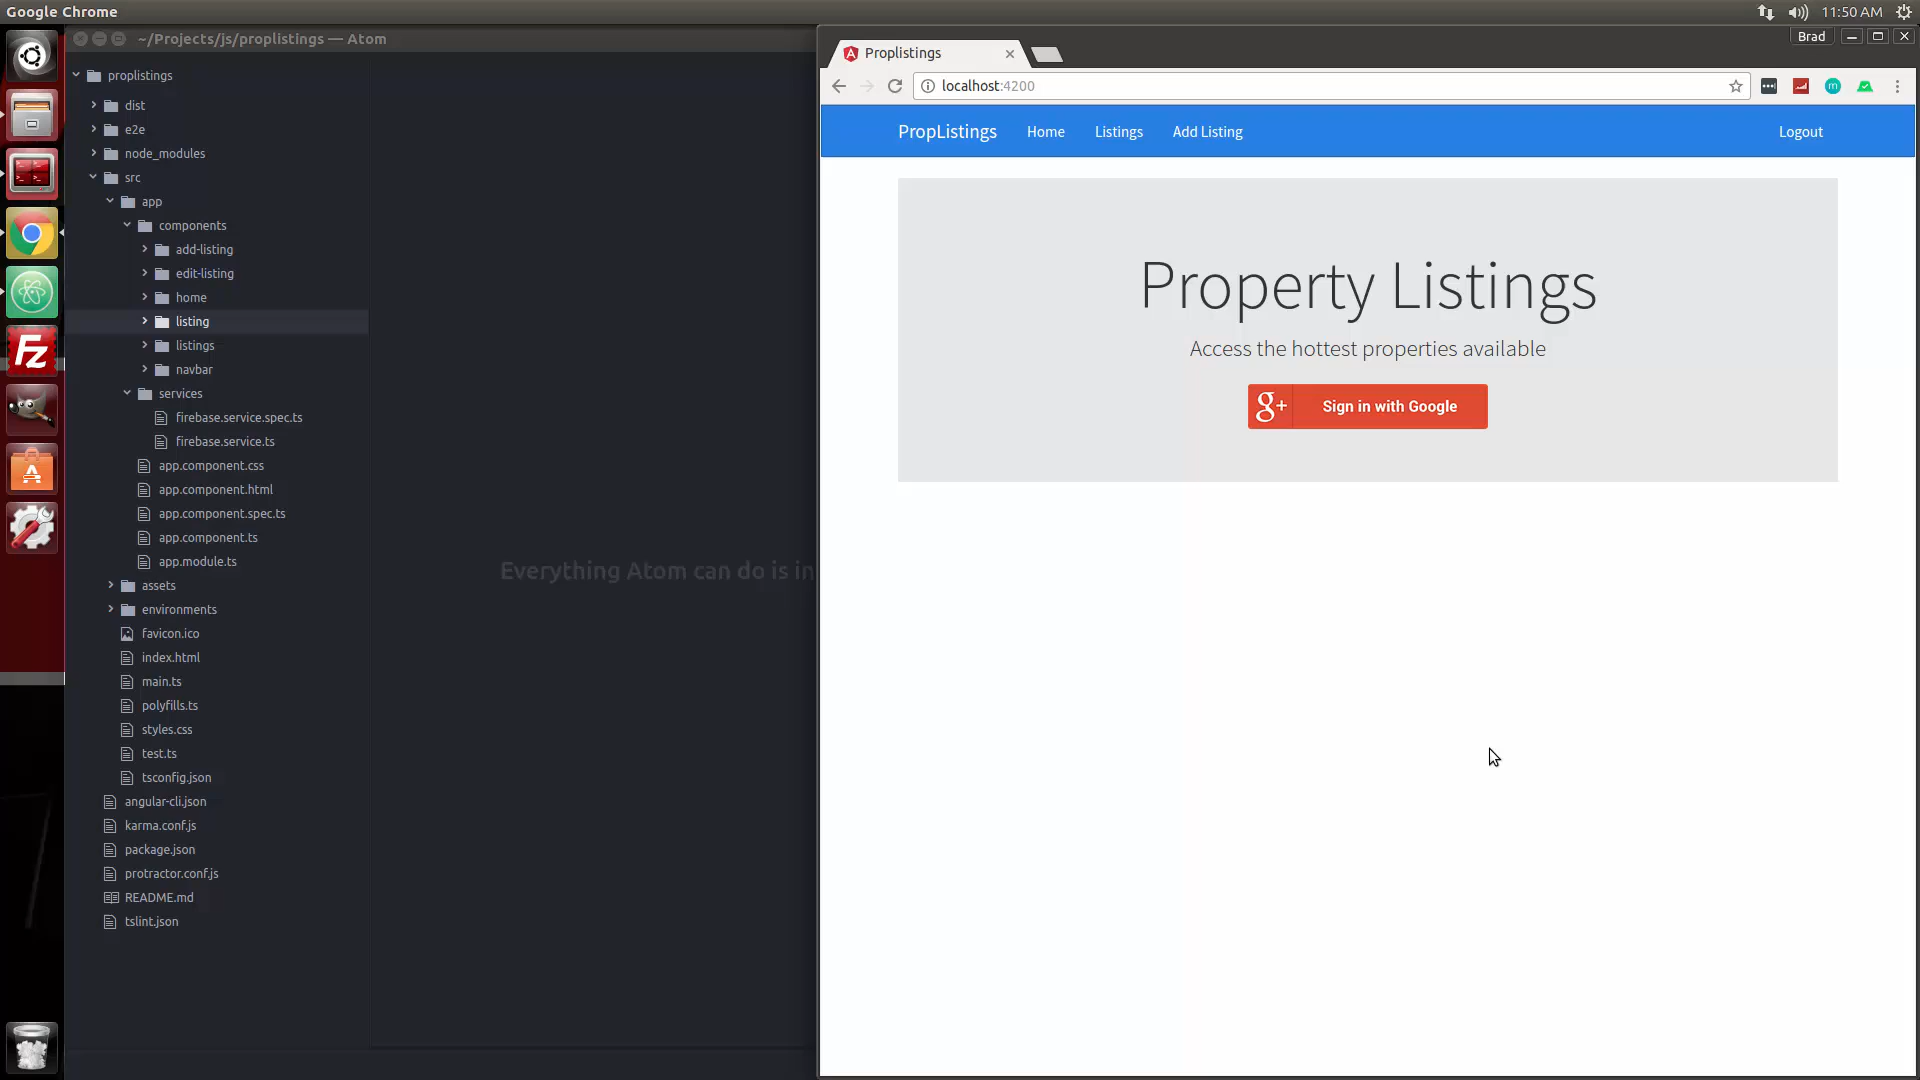 Google Chrome
11:50 AM
~/Projects/js/proplistings — Atom
proplistings
dist
e2e
node_modules
src
app
components
add-listing
edit-listing
home
listing
listings
navbar
services
firebase.service.spec.ts
firebase.service.ts
app.component.css
app.component.html
app.component.spec.ts
app.component.ts
app.module.ts
assets
environments
favicon.ico
index.html
main.ts
polyfills.ts
styles.css
test.ts
tsconfig.json
angular-cli.json
karma.conf.js
package.json
protractor.conf.js
README.md
tslint.json
Everything Atom can do is in
Brad
Proplistings
localhost:4200
PropListings Home Listings Add Listing Logout
Property Listings
Access the hottest properties available
g+ Sign in with Google